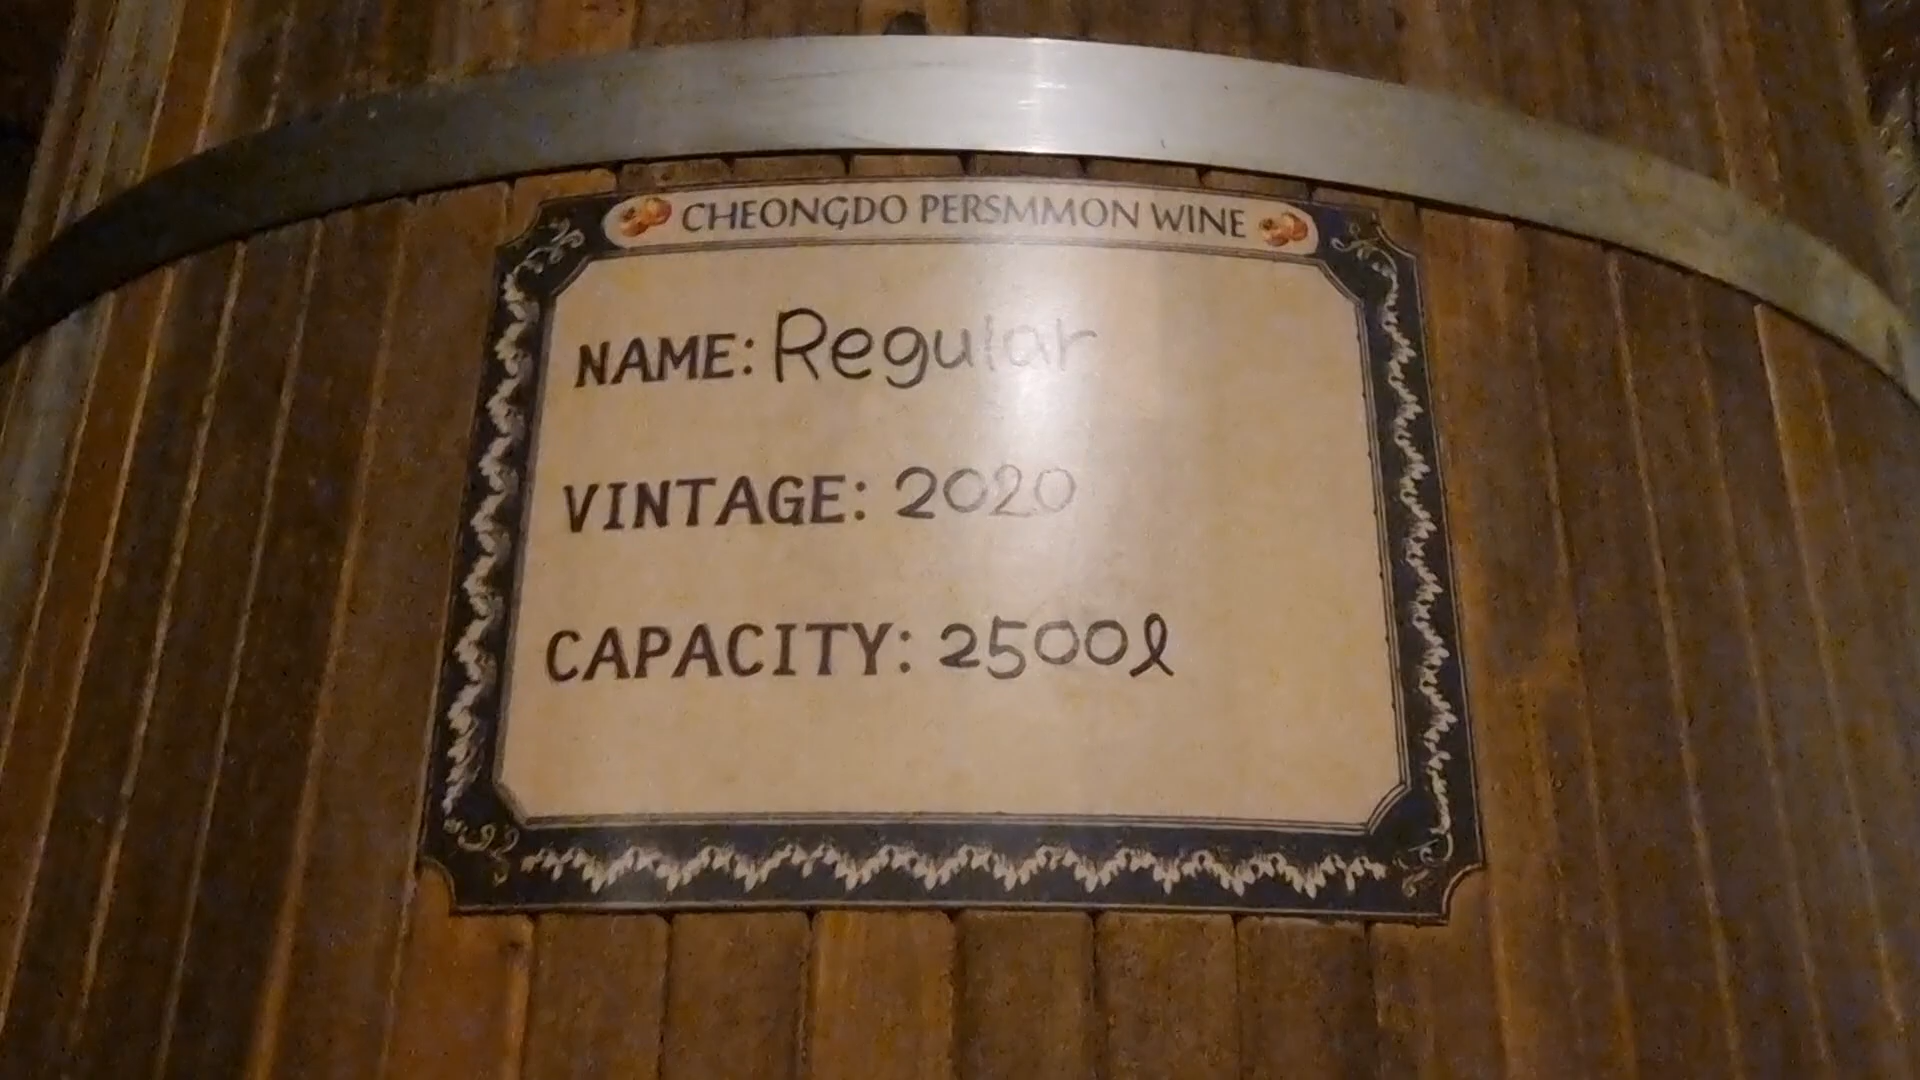 CHEONGDO PERSMMON WINE
NAME: Regular
VINTAGE: 2020
CAPACITY: 2500ℓ